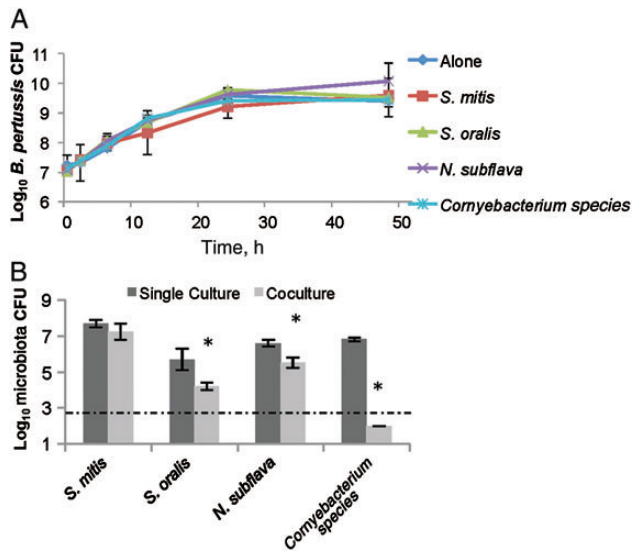 A
Log10 B. pertussis CFU
11
10
9
8
7
6
0
10
20
30
40
50
Time, h
Alone
S. mitis
S. oralis
N. subflava
Cornyebacterium species
B
Log10 microbiota CFU
Single Culture
Coculture
9
7
5
3
1
*
*
*
S. mitis
S. oralis
N. subflava
Cornyebacterium
species